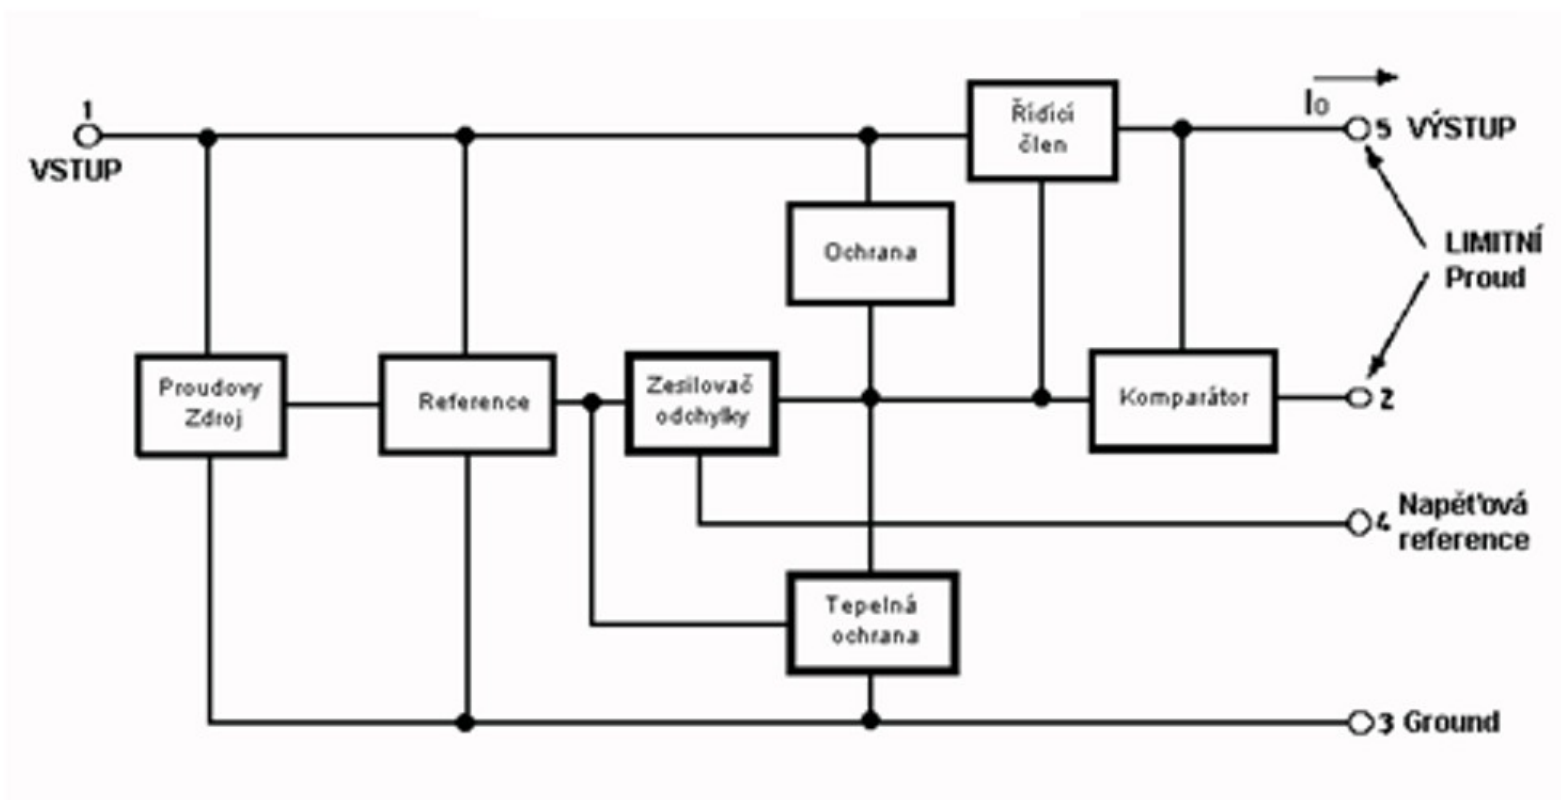 1
VSTUP
Řídící
člen
I0
5 VÝSTUP
Ochrana
LIMITNÍ
Proud
Proudovy
Zdroj
Reference
Zesilovač
odchylky
Komparátor
2
4 Napěťová
reference
Tepelná
ochrana
3 Ground